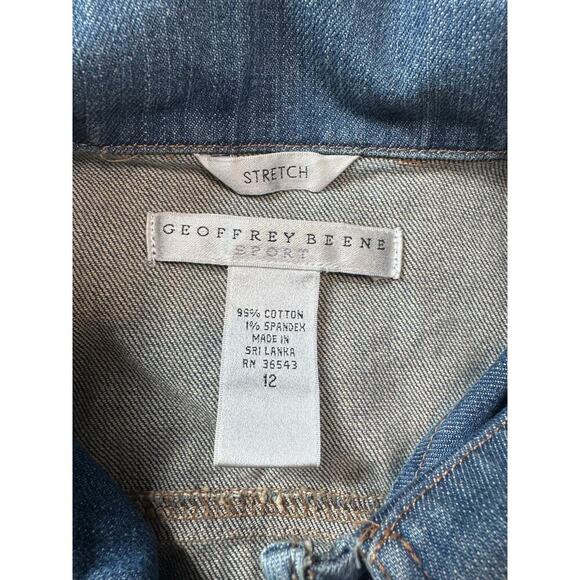 STRETCH
GEOFFREY BEENE
SPORT
99% COTTON
1% SPANDEX
MADE IN
SRI LANKA
RN 36543
12